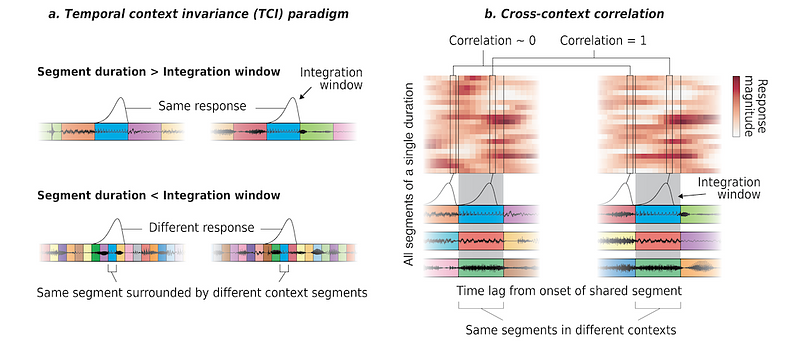 a. Temporal context invariance (TCI) paradigm
Segment duration > Integration window
Integration
window
Same response
Segment duration < Integration window
Different response
Same segment surrounded by different context segments
b. Cross-context correlation
Correlation ~ 0
Correlation = 1
Response
magnitude
All segments of a single duration
Integration
window
Time lag from onset of shared segment
Same segments in different contexts